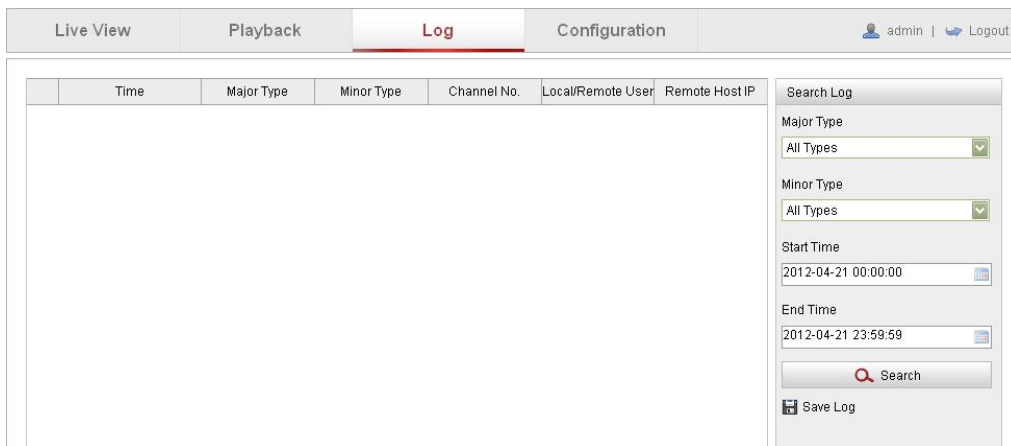 Live View Playback Log Configuration admin | Logout
Time Major Type Minor Type Channel No. Local/Remote User Remote Host IP
Search Log
Major Type
All Types
Minor Type
All Types
Start Time
2012-04-21 00:00:00
End Time
2012-04-21 23:59:59
Search
Save Log